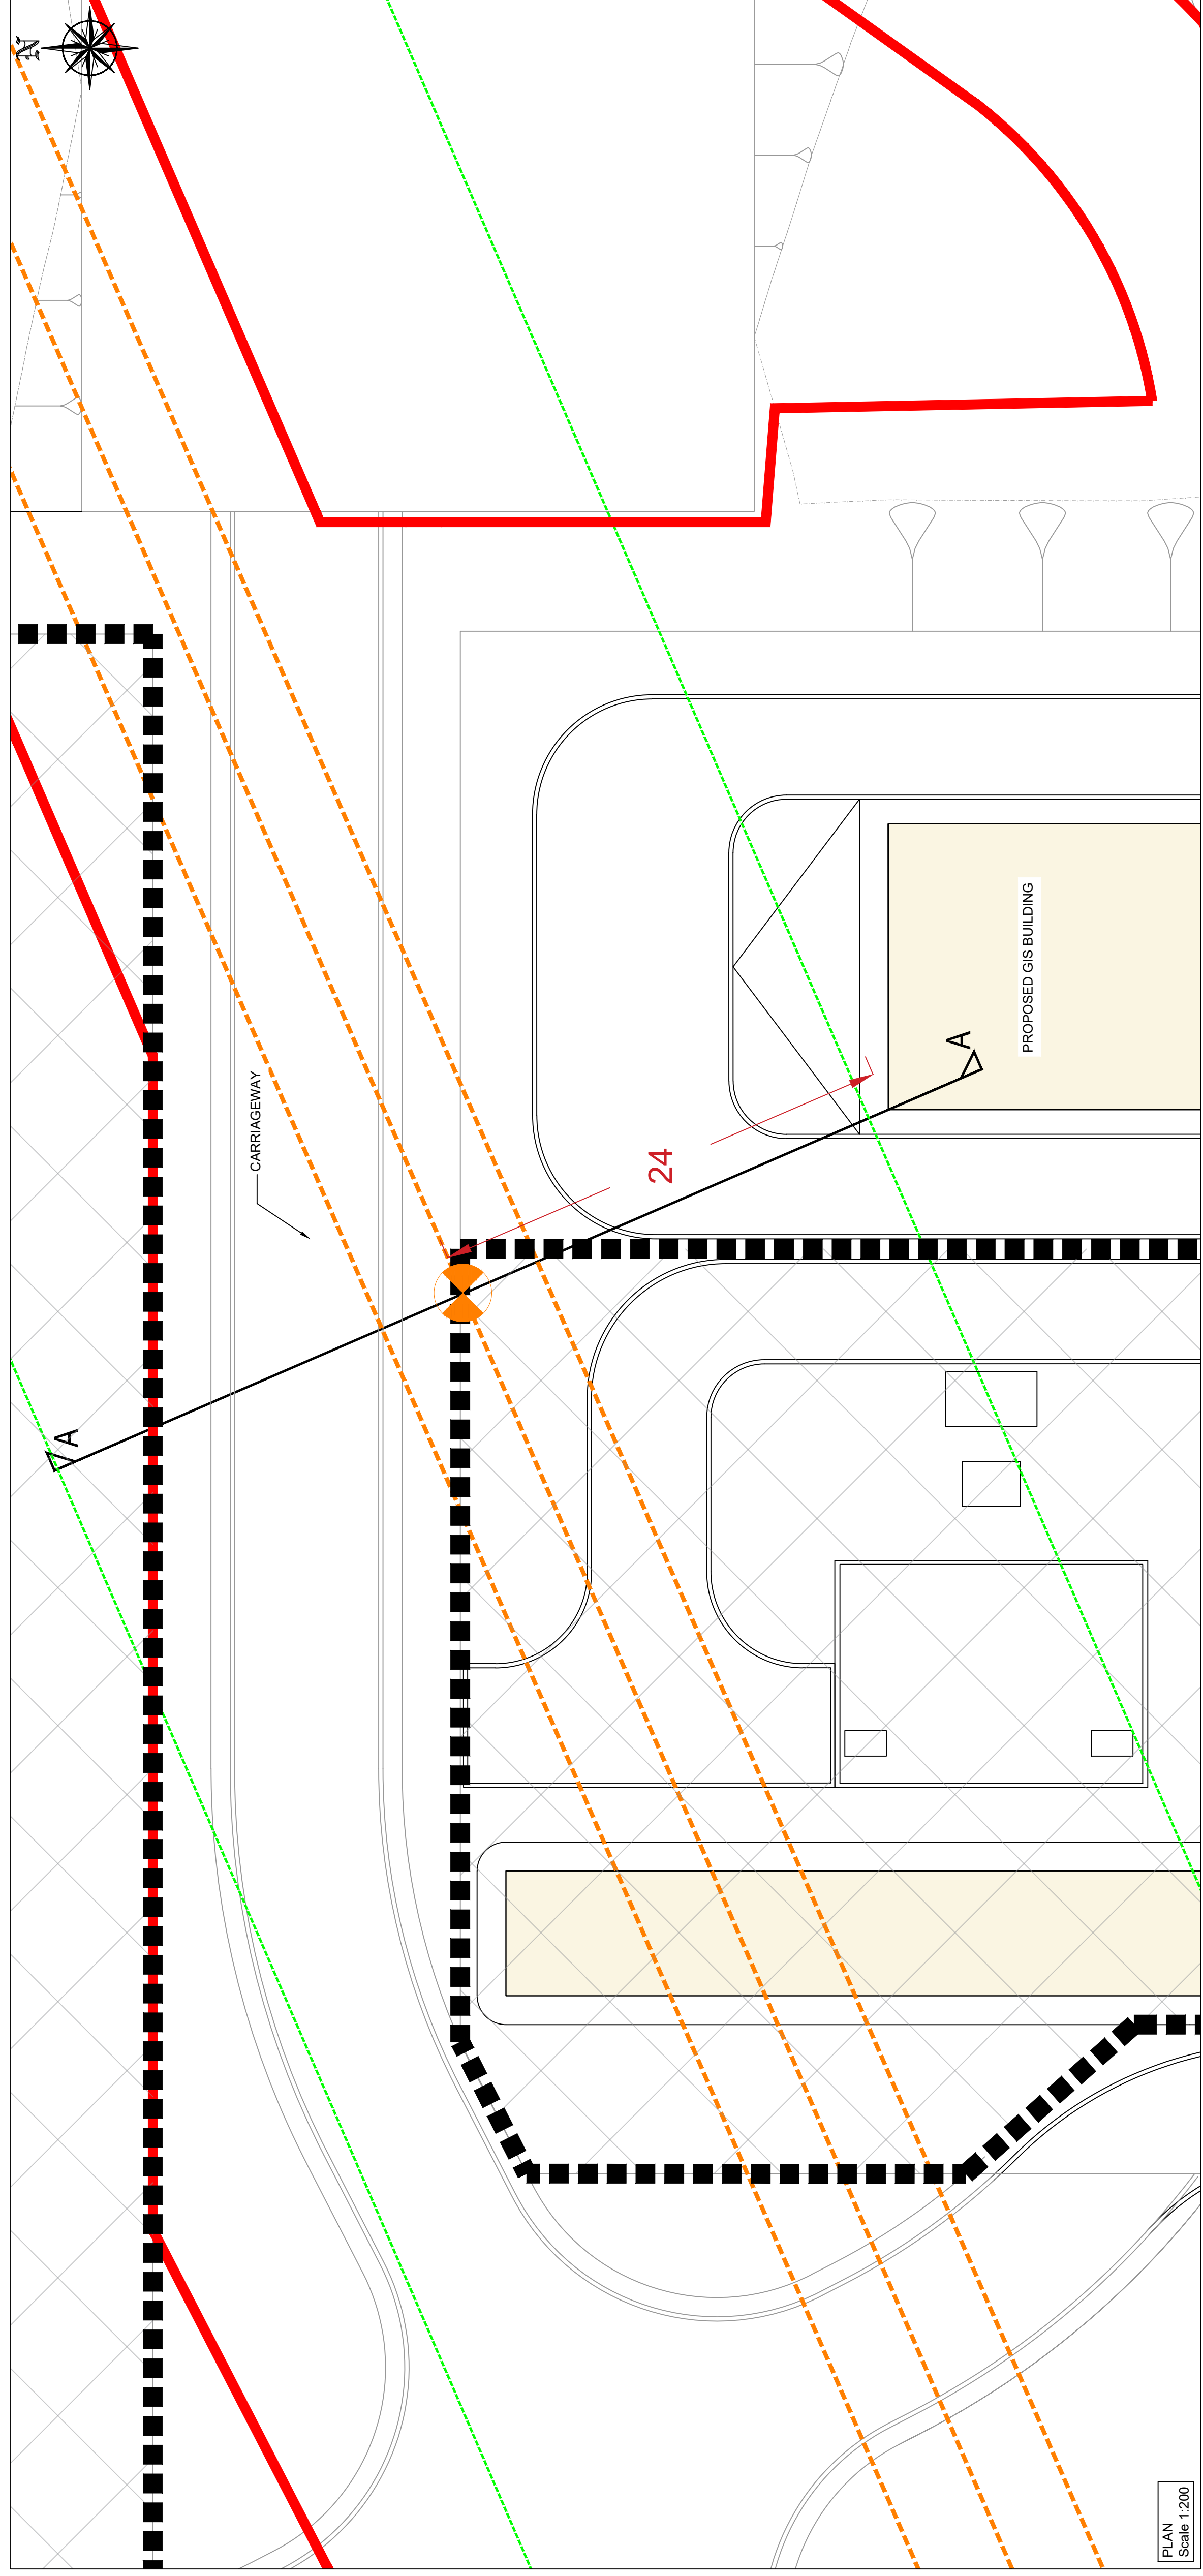 N
CARRIAGEWAY
PROPOSED GIS BUILDING
A
24
A
PLAN
Scale 1:200